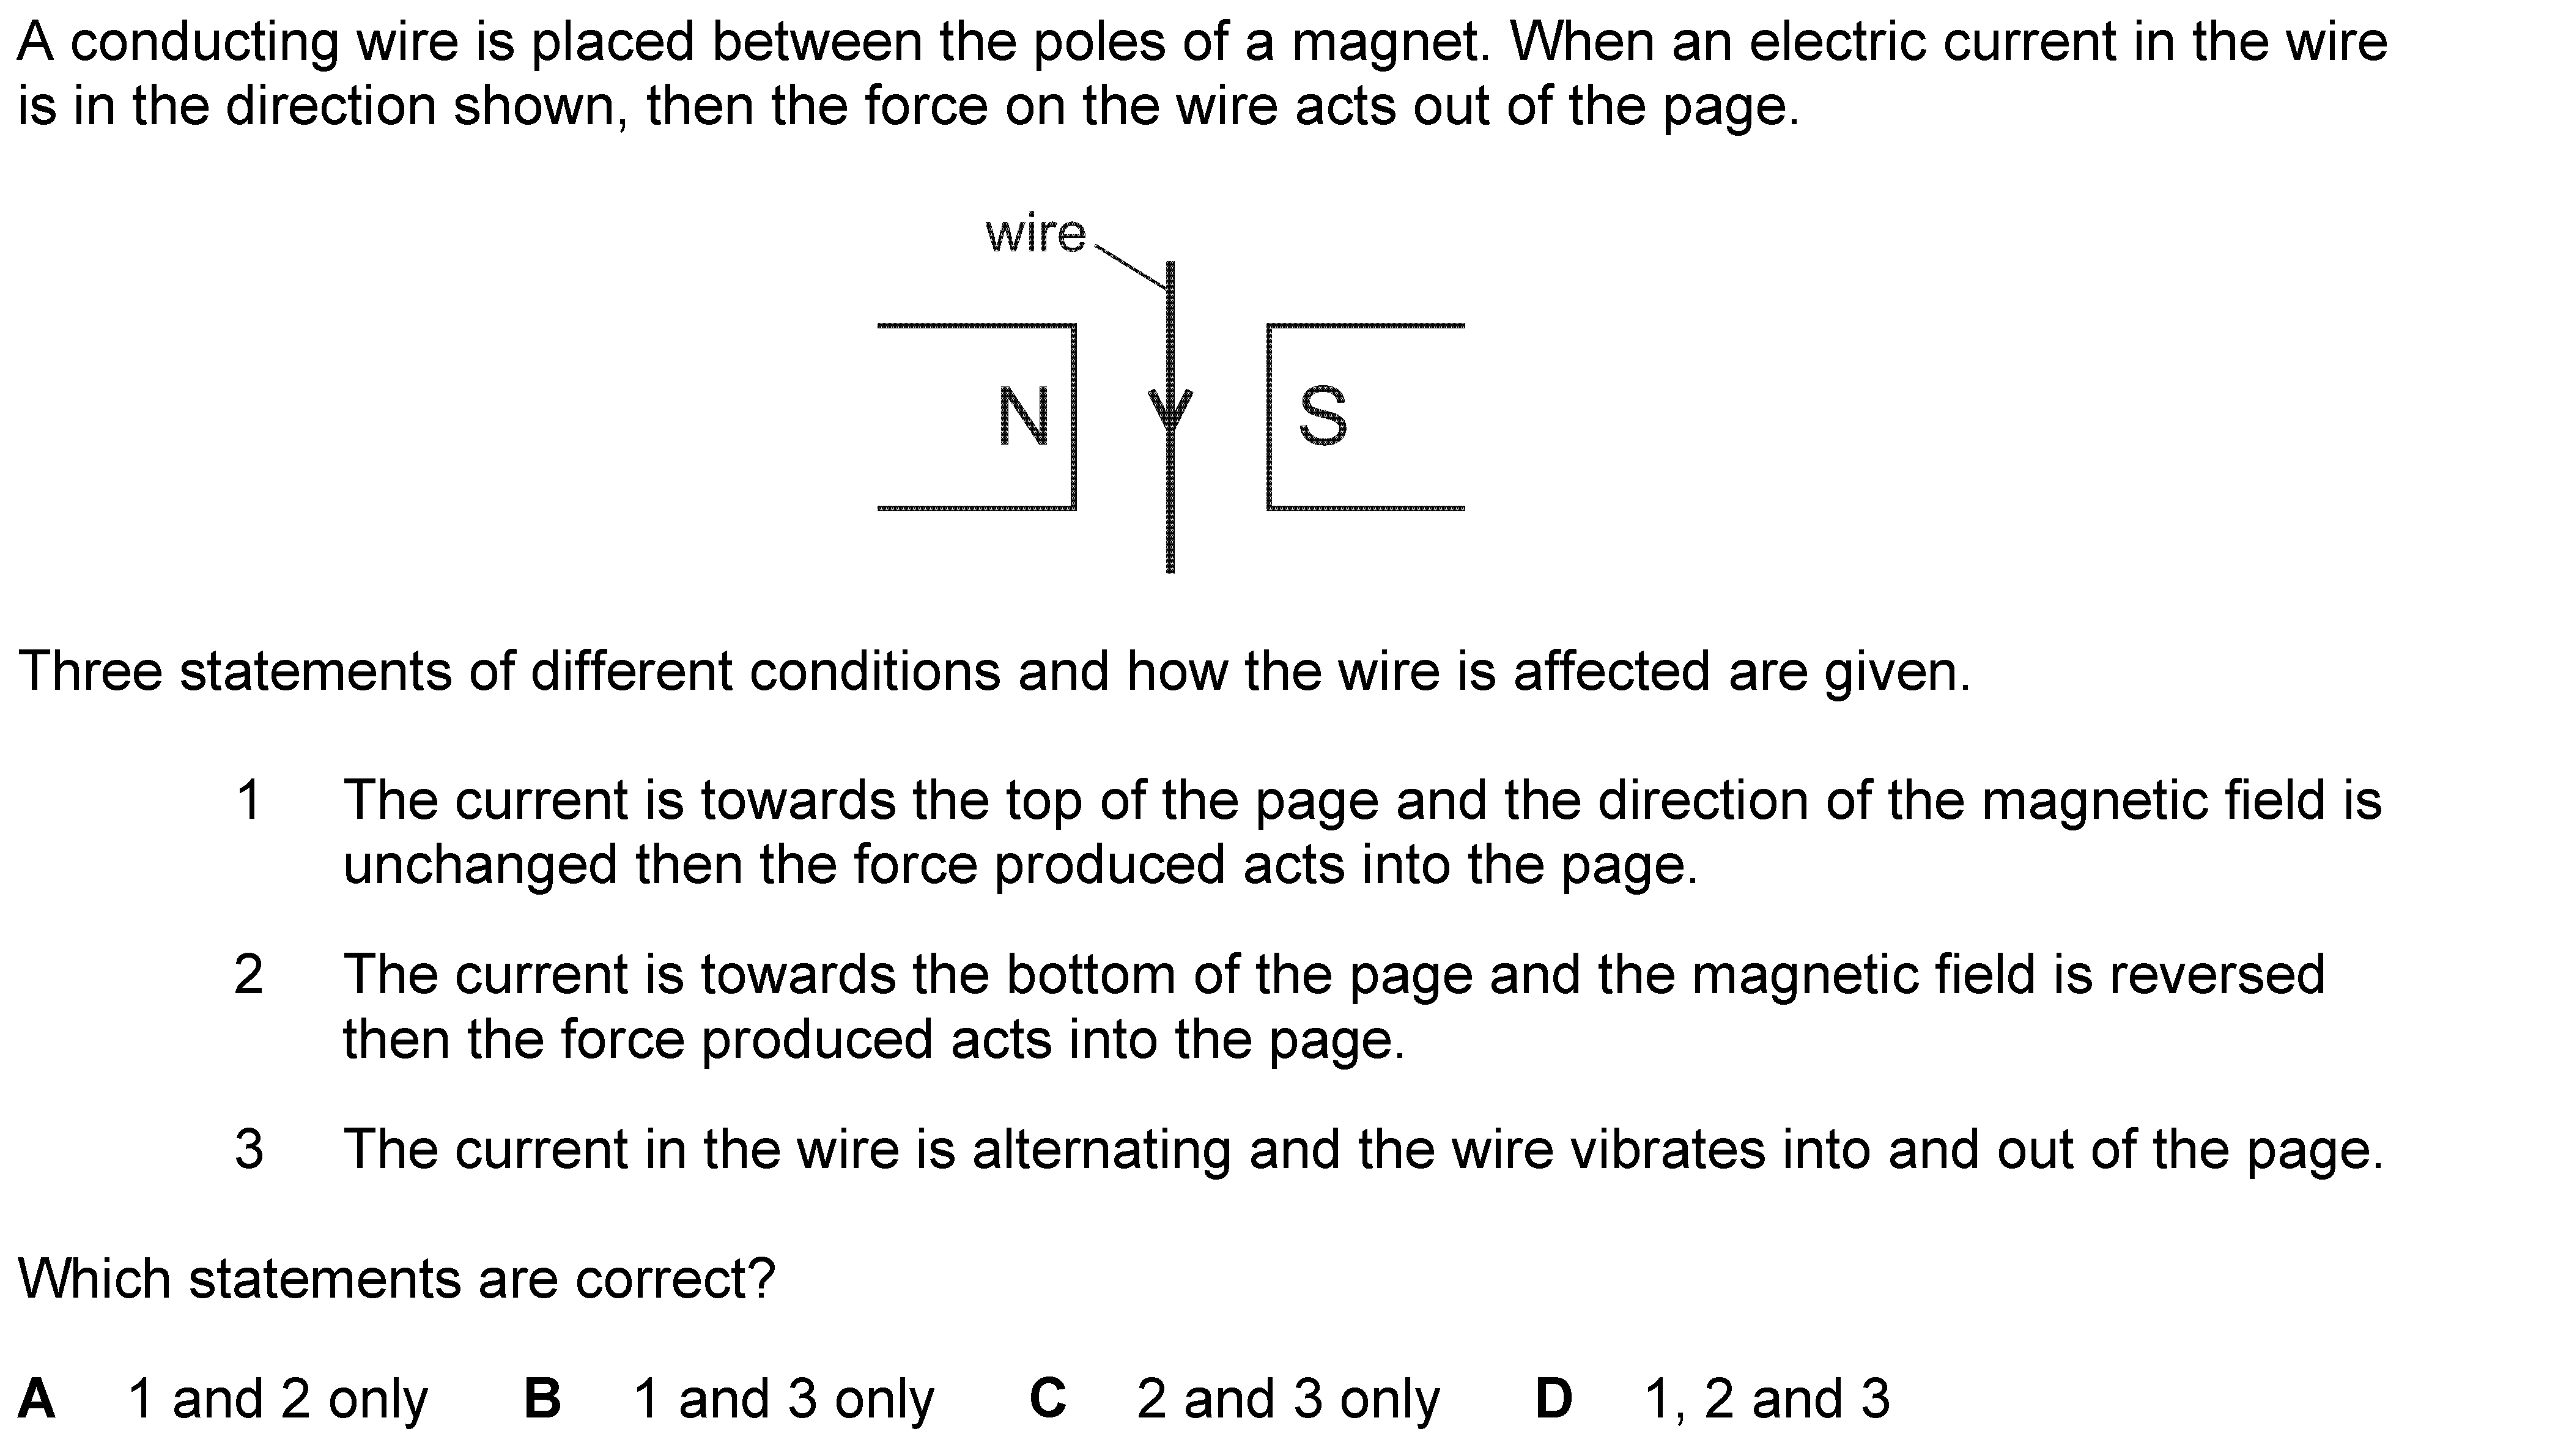 A conducting wire is placed between the poles of a magnet. When an electric current in the wire
is in the direction shown, then the force on the wire acts out of the page.
wire
N
S
Three statements of different conditions and how the wire is affected are given.
1 The current is towards the top of the page and the direction of the magnetic field is
unchanged then the force produced acts into the page.
2 The current is towards the bottom of the page and the magnetic field is reversed
then the force produced acts into the page.
3 The current in the wire is alternating and the wire vibrates into and out of the page.
Which statements are correct?
A 1 and 2 only B 1 and 3 only C 2 and 3 only D 1, 2 and 3